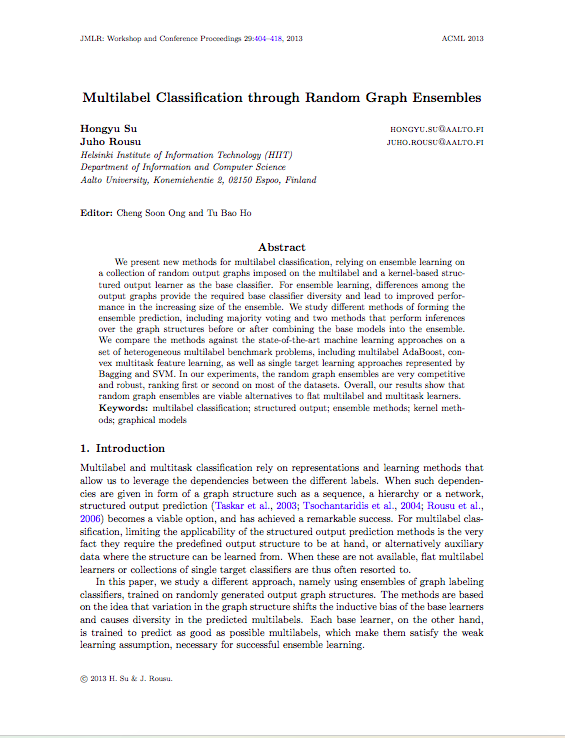 JMLR: Workshop and Conference Proceedings 29:404–418, 2013 ACML 2013
Multilabel Classification through Random Graph Ensembles
Hongyu Su HONGYU.SU@AALTO.FI
Juho Rousu JUHO.ROUSU@AALTO.FI
Helsinki Institute of Information Technology (HIIT)
Department of Information and Computer Science
Aalto University, Konemiehentie 2, 02150 Espoo, Finland
Editor: Cheng Soon Ong and Tu Bao Ho
Abstract
We present new methods for multilabel classification, relying on ensemble learning on
a collection of random output graphs imposed on the multilabel and a kernel-based struc-
tured output learner as the base classifier. For ensemble learning, differences among the
output graphs provide the required base classifier diversity and lead to improved perfor-
mance in the increasing size of the ensemble. We study different methods of forming the
ensemble prediction, including majority voting and two methods that perform inferences
over the graph structures before or after combining the base models into the ensemble.
We compare the methods against the state-of-the-art machine learning approaches on a
set of heterogeneous multilabel benchmark problems, including multilabel AdaBoost, con-
vex multitask feature learning, as well as single target learning approaches represented by
Bagging and SVM. In our experiments, the random graph ensembles are very competitive
and robust, ranking first or second on most of the datasets. Overall, our results show that
random graph ensembles are viable alternatives to flat multilabel and multitask learners.
Keywords: multilabel classification; structured output; ensemble methods; kernel meth-
ods; graphical models
1. Introduction
Multilabel and multitask classification rely on representations and learning methods that
allow us to leverage the dependencies between the different labels. When such dependen-
cies are given in form of a graph structure such as a sequence, a hierarchy or a network,
structured output prediction (Taskar et al., 2003; Tsochantaridis et al., 2004; Rousu et al.,
2006) becomes a viable option, and has achieved a remarkable success. For multilabel clas-
sification, limiting the applicability of the structured output prediction methods is the very
fact they require the predefined output structure to be at hand, or alternatively auxiliary
data where the structure can be learned from. When these are not available, flat multilabel
learners or collections of single target classifiers are thus often resorted to.
In this paper, we study a different approach, namely using ensembles of graph labeling
classifiers, trained on randomly generated output graph structures. The methods are based
on the idea that variation in the graph structure shifts the inductive bias of the base learners
and causes diversity in the predicted multilabels. Each base learner, on the other hand,
is trained to predict as good as possible multilabels, which make them satisfy the weak
learning assumption, necessary for successful ensemble learning.
© 2013 H. Su & J. Rousu.